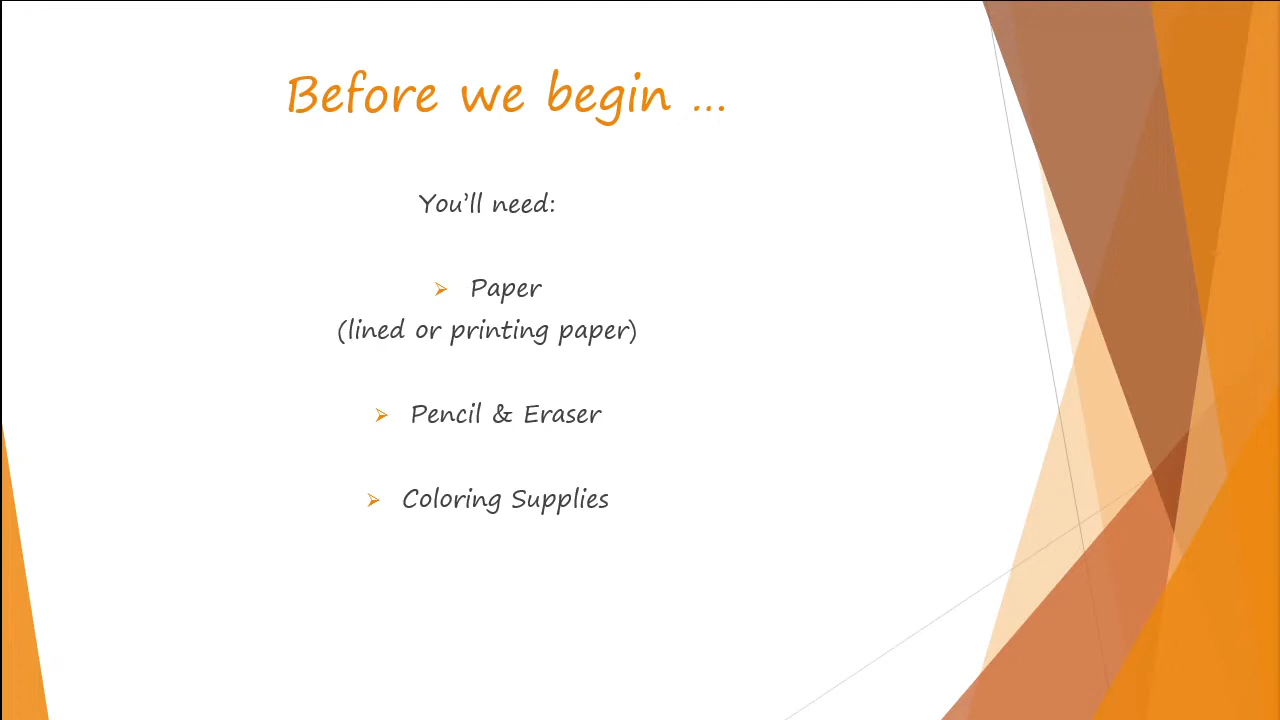 Before we begin ...
You'll need:
➢ Paper
(lined or printing paper)
➢ Pencil & Eraser
➢ Coloring Supplies